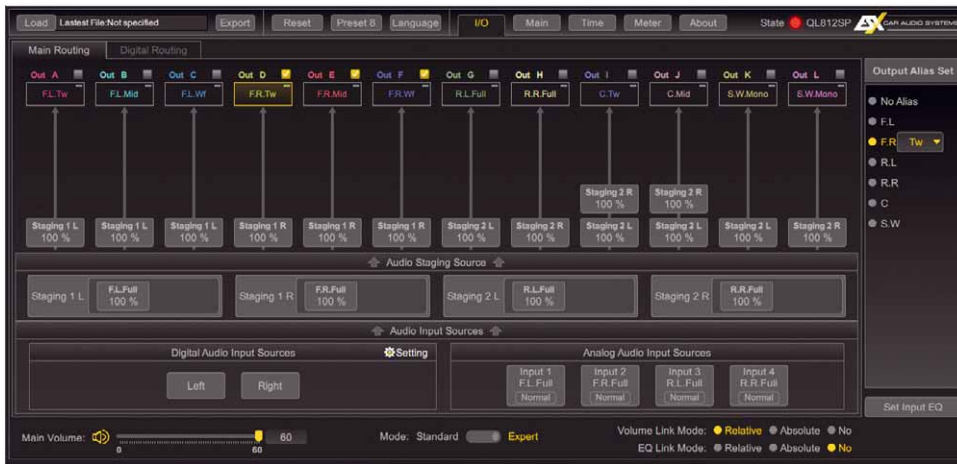 Load Lastest File:Not specified Export Reset Preset 8 Language I/O Main Time Meter About State QL812SP AX CAR AUDIO SYSTEMS
Main Routing Digital Routing
Out A Out B Out C Out D Out E Out F Out G Out H Out I Out J Out K Out L
F.L.Tw F.L.Mid F.L.Wf F.R.Tw F.R.Mid F.R.Wf R.L.Full R.R.Full C.Tw C.Mid S.W.Mono S.W.Mono
Staging 2 R Staging 2 R
100 % 100 %
Staging 1 L Staging 1 L Staging 1 L Staging 1 R Staging 1 R Staging 1 R Staging 2 L Staging 2 R Staging 2 L Staging 2 L Staging 2 L Staging 2 R
100 % 100 % 100 % 100 % 100 % 100 % 100 % 100 % 100 % 100 % 100 % 100 %
Audio Staging Source
Staging 1 L F.L.Full 100 % Staging 1 R F.R.Full 100 % Staging 2 L R.L.Full 100 % Staging 2 R R.R.Full 100 %
Audio Input Sources
Digital Audio Input Sources Setting
Left Right
Analog Audio Input Sources
Input 1 Input 2 Input 3 Input 4
F.L.Full F.R.Full R.L.Full R.R.Full
Normal Normal Normal Normal
Output Alias Set
No Alias
F.L
F.R Tw
R.L
R.R
C
S.W
Set Input EQ
Main Volume: 0 60 60
Mode: Standard Expert
Volume Link Mode: Relative Absolute No
EQ Link Mode: Relative Absolute No